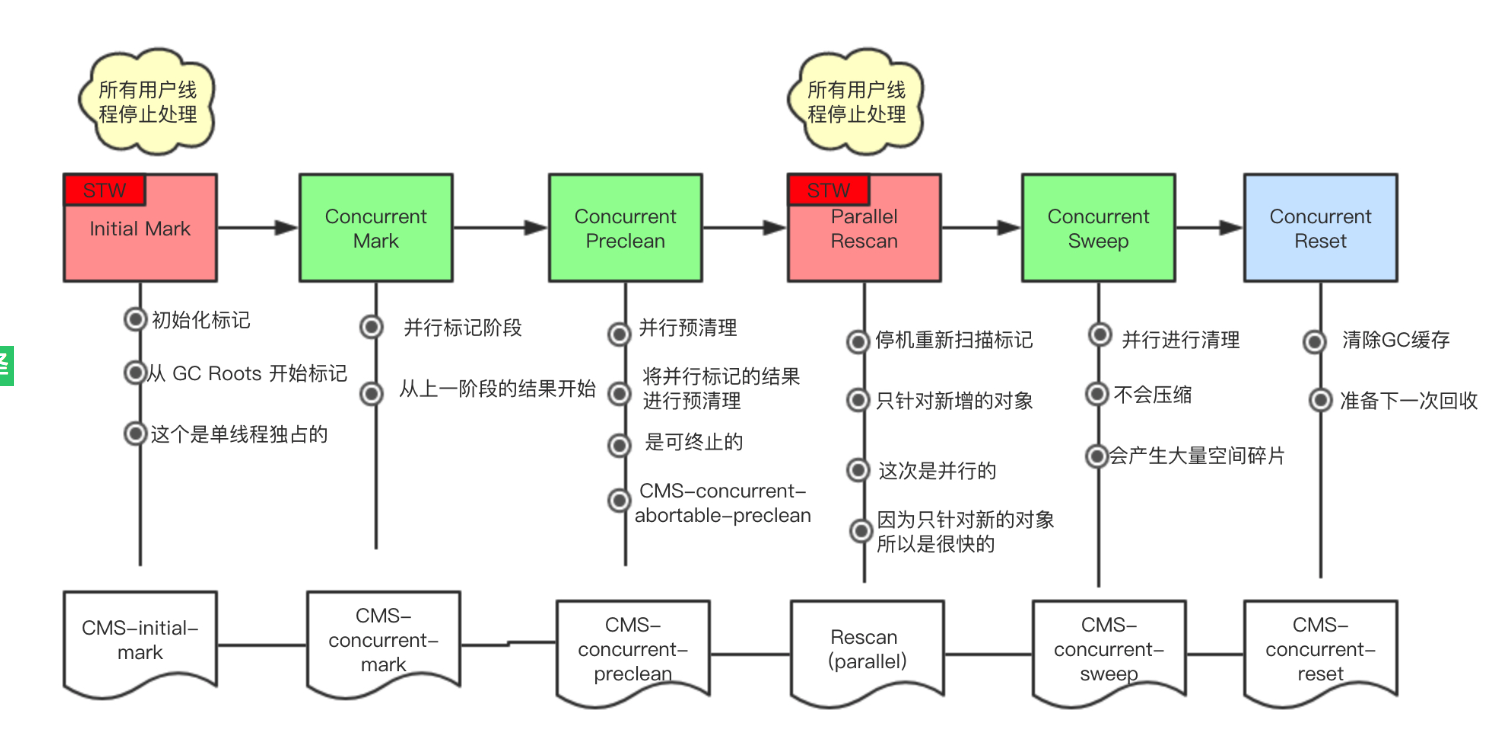 所有用户线
程停止处理
所有用户线
程停止处理
STW
Initial Mark
Concurrent
Mark
Concurrent
Preclean
STW
Parallel
Rescan
Concurrent
Sweep
Concurrent
Reset
初始化标记
从 GC Roots 开始标记
这个是单线程独占的
并行标记阶段
从上一阶段的结果开始
并行预清理
将并行标记的结果
进行预清理
是可终止的
CMS-concurrent-
abortable-preclean
停机重新扫描标记
只针对新增的对象
这次是并行的
因为只针对新的对象
所以是很快的
并行进行清理
不会压缩
会产生大量空间碎片
清除GC缓存
准备下一次回收
CMS-initial-
mark
CMS-
concurrent-
mark
CMS-
concurrent-
preclean
Rescan
(parallel)
CMS-
concurrent-
sweep
CMS-
concurrent-
reset